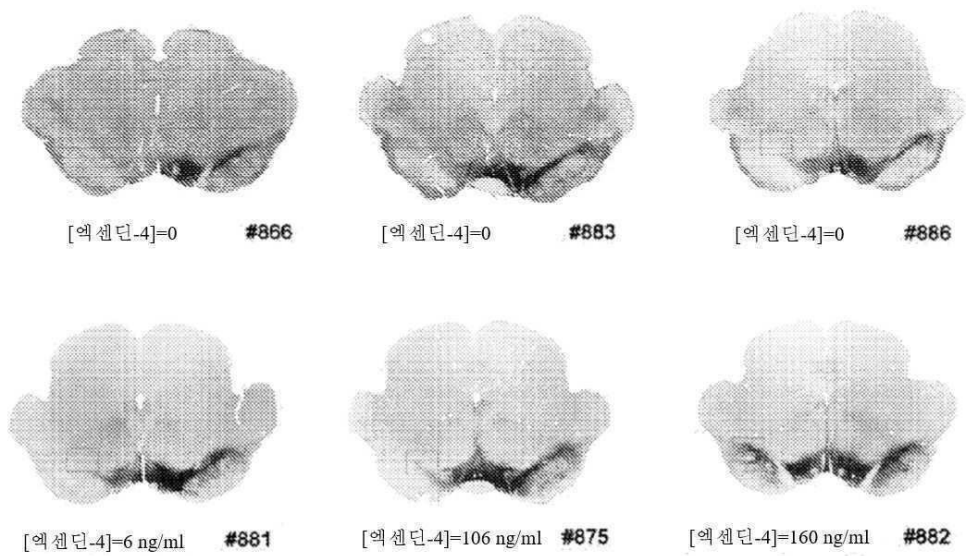 [엑센딘-4]=0 #866
[엑센딘-4]=0 #883
[엑센딘-4]=0 #886
[엑센딘-4]=6 ng/ml #881
[엑센딘-4]=106 ng/ml #875
[엑센딘-4]=160 ng/ml #882